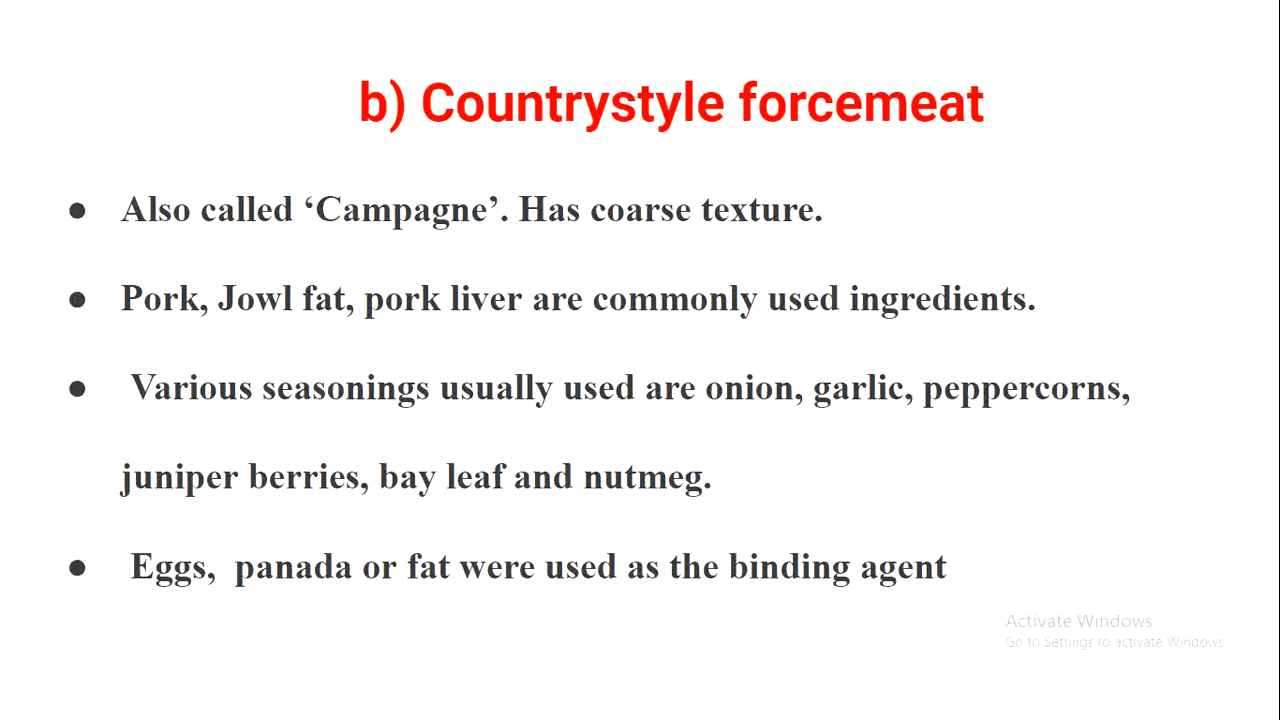 b) Countrystyle forcemeat
● Also called ‘Campagne’. Has coarse texture.
● Pork, Jowl fat, pork liver are commonly used ingredients.
● Various seasonings usually used are onion, garlic, peppercorns,
juniper berries, bay leaf and nutmeg.
● Eggs,  panada or fat were used as the binding agent
Activate Windows
Go to Settings to activate Windows